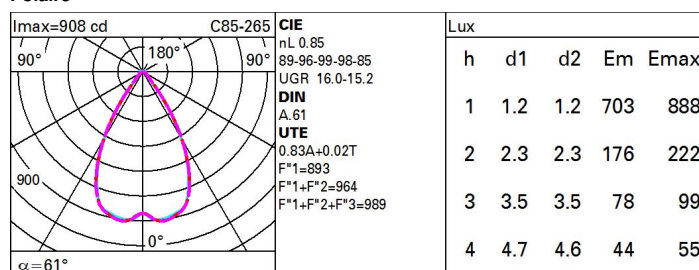 Imax=908 cd C85-265
90° 180° 90°
900
0°
α=61°
CIE
nL 0.85
89-96-99-98-85
UGR 16.0-15.2
DIN
A.61
UTE
0.83A+0.02T
F"1=893
F"1+F"2=964
F"1+F"2+F"3=989
Lux
h d1 d2 Em Emax
1 1.2 1.2 703 888
2 2.3 2.3 176 222
3 3.5 3.5 78 99
4 4.7 4.6 44 55